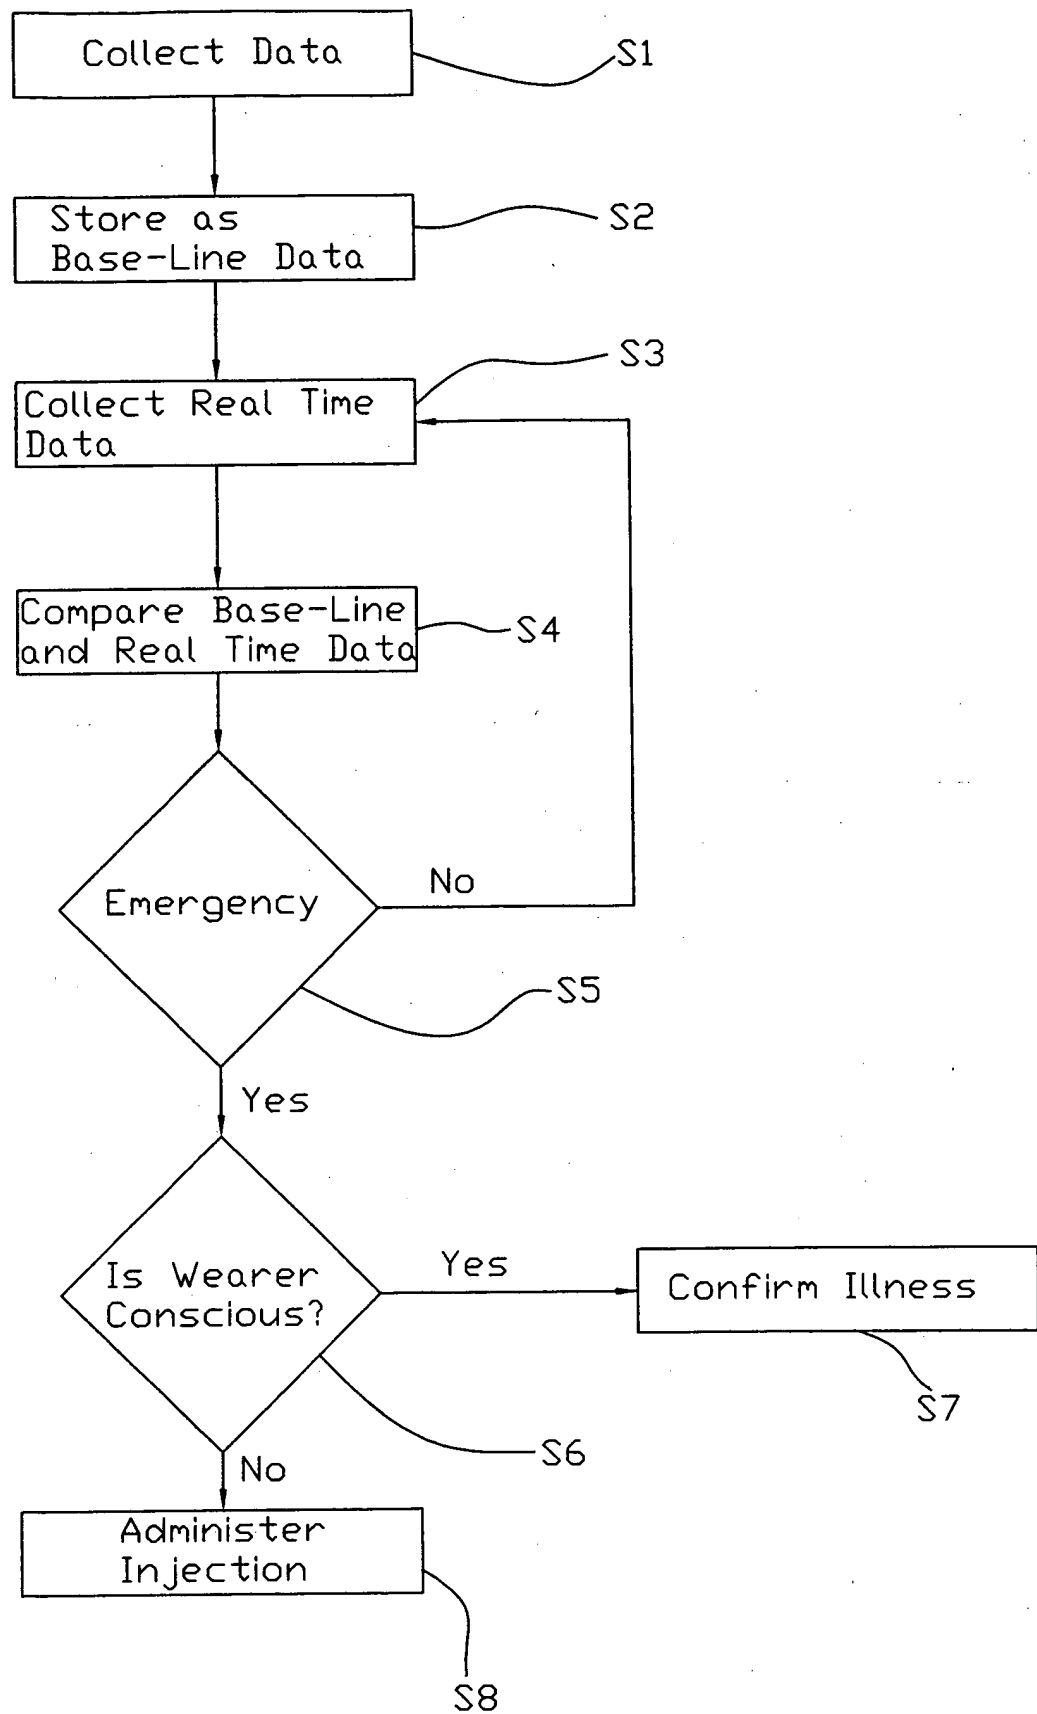 Collect Data
S1
Store as
Base-Line Data
S2
S3
Collect Real Time
Data
Compare Base-Line
and Real Time Data
S4
Emergency
No
S5
Yes
Is Wearer
Conscious?
Yes
Confirm Illness
S7
S6
No
Administer
Injection
S8